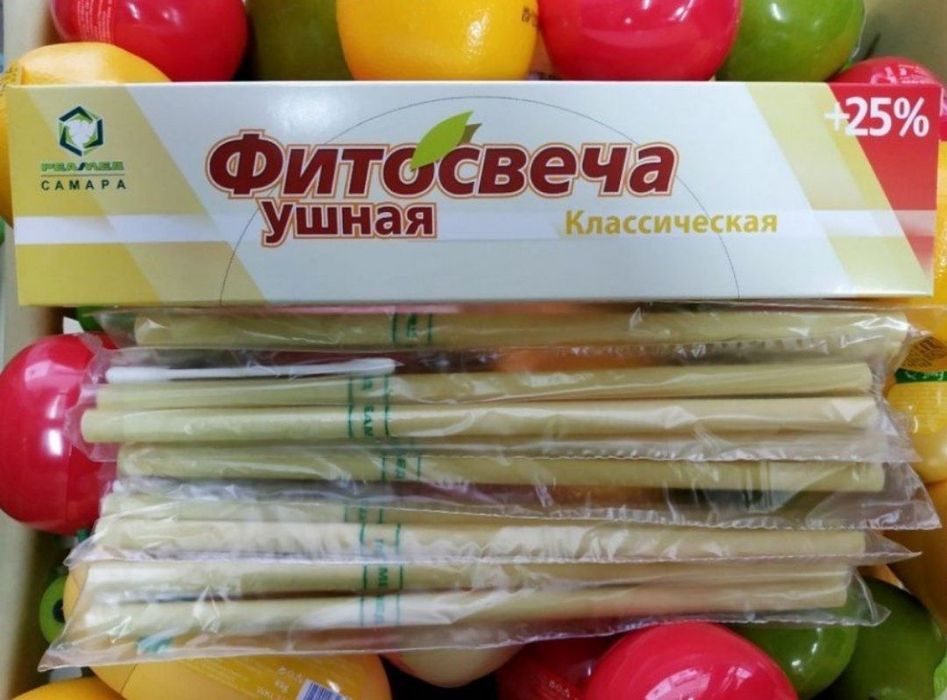 +25%
РЕАМЕД
САМАРА
Фитосвеча
Ушная
Классическая